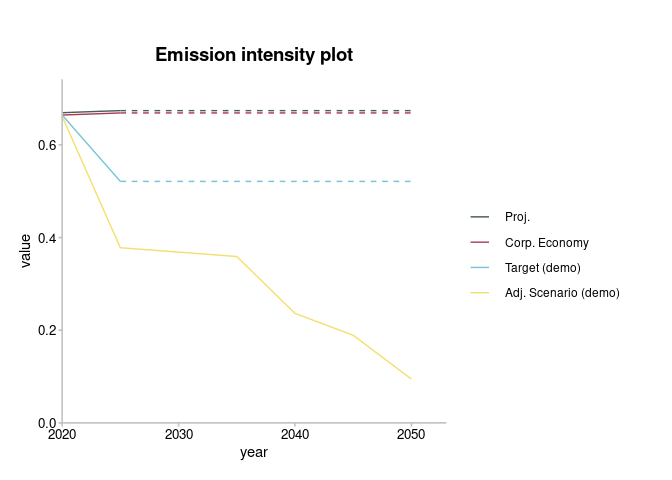 Emission intensity plot
value
0.6
0.4
0.2
0.0
2020
2030
2040
2050
year
Proj.
Corp. Economy
Target (demo)
Adj. Scenario (demo)